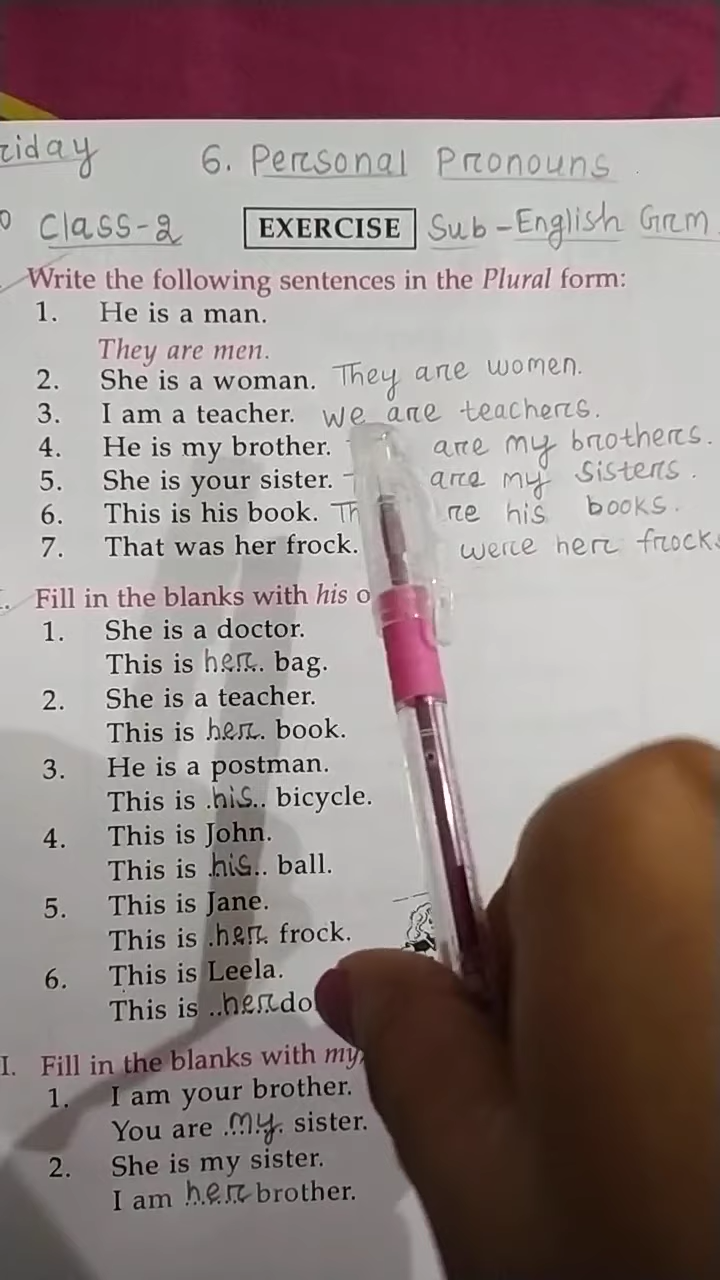 riday 6. Personal Pronouns
Class-2 EXERCISE Sub-English Grm
Write the following sentences in the Plural form:
1. He is a man.
They are men.
2. She is a woman. They are women.
3. I am a teacher. We are teachers.
4. He is my brother. are my brothers.
5. She is your sister. are my sisters.
6. This is his book. Th re his books.
7. That was her frock. were her frocks
Fill in the blanks with his o
1. She is a doctor.
This is her. bag.
2. She is a teacher.
This is her. book.
3. He is a postman.
This is .his.. bicycle.
4. This is John.
This is .his.. ball.
5. This is Jane.
This is .her. frock.
6. This is Leela.
This is ..her do
I. Fill in the blanks with my,
1. I am your brother.
You are .my. sister.
2. She is my sister.
I am her brother.